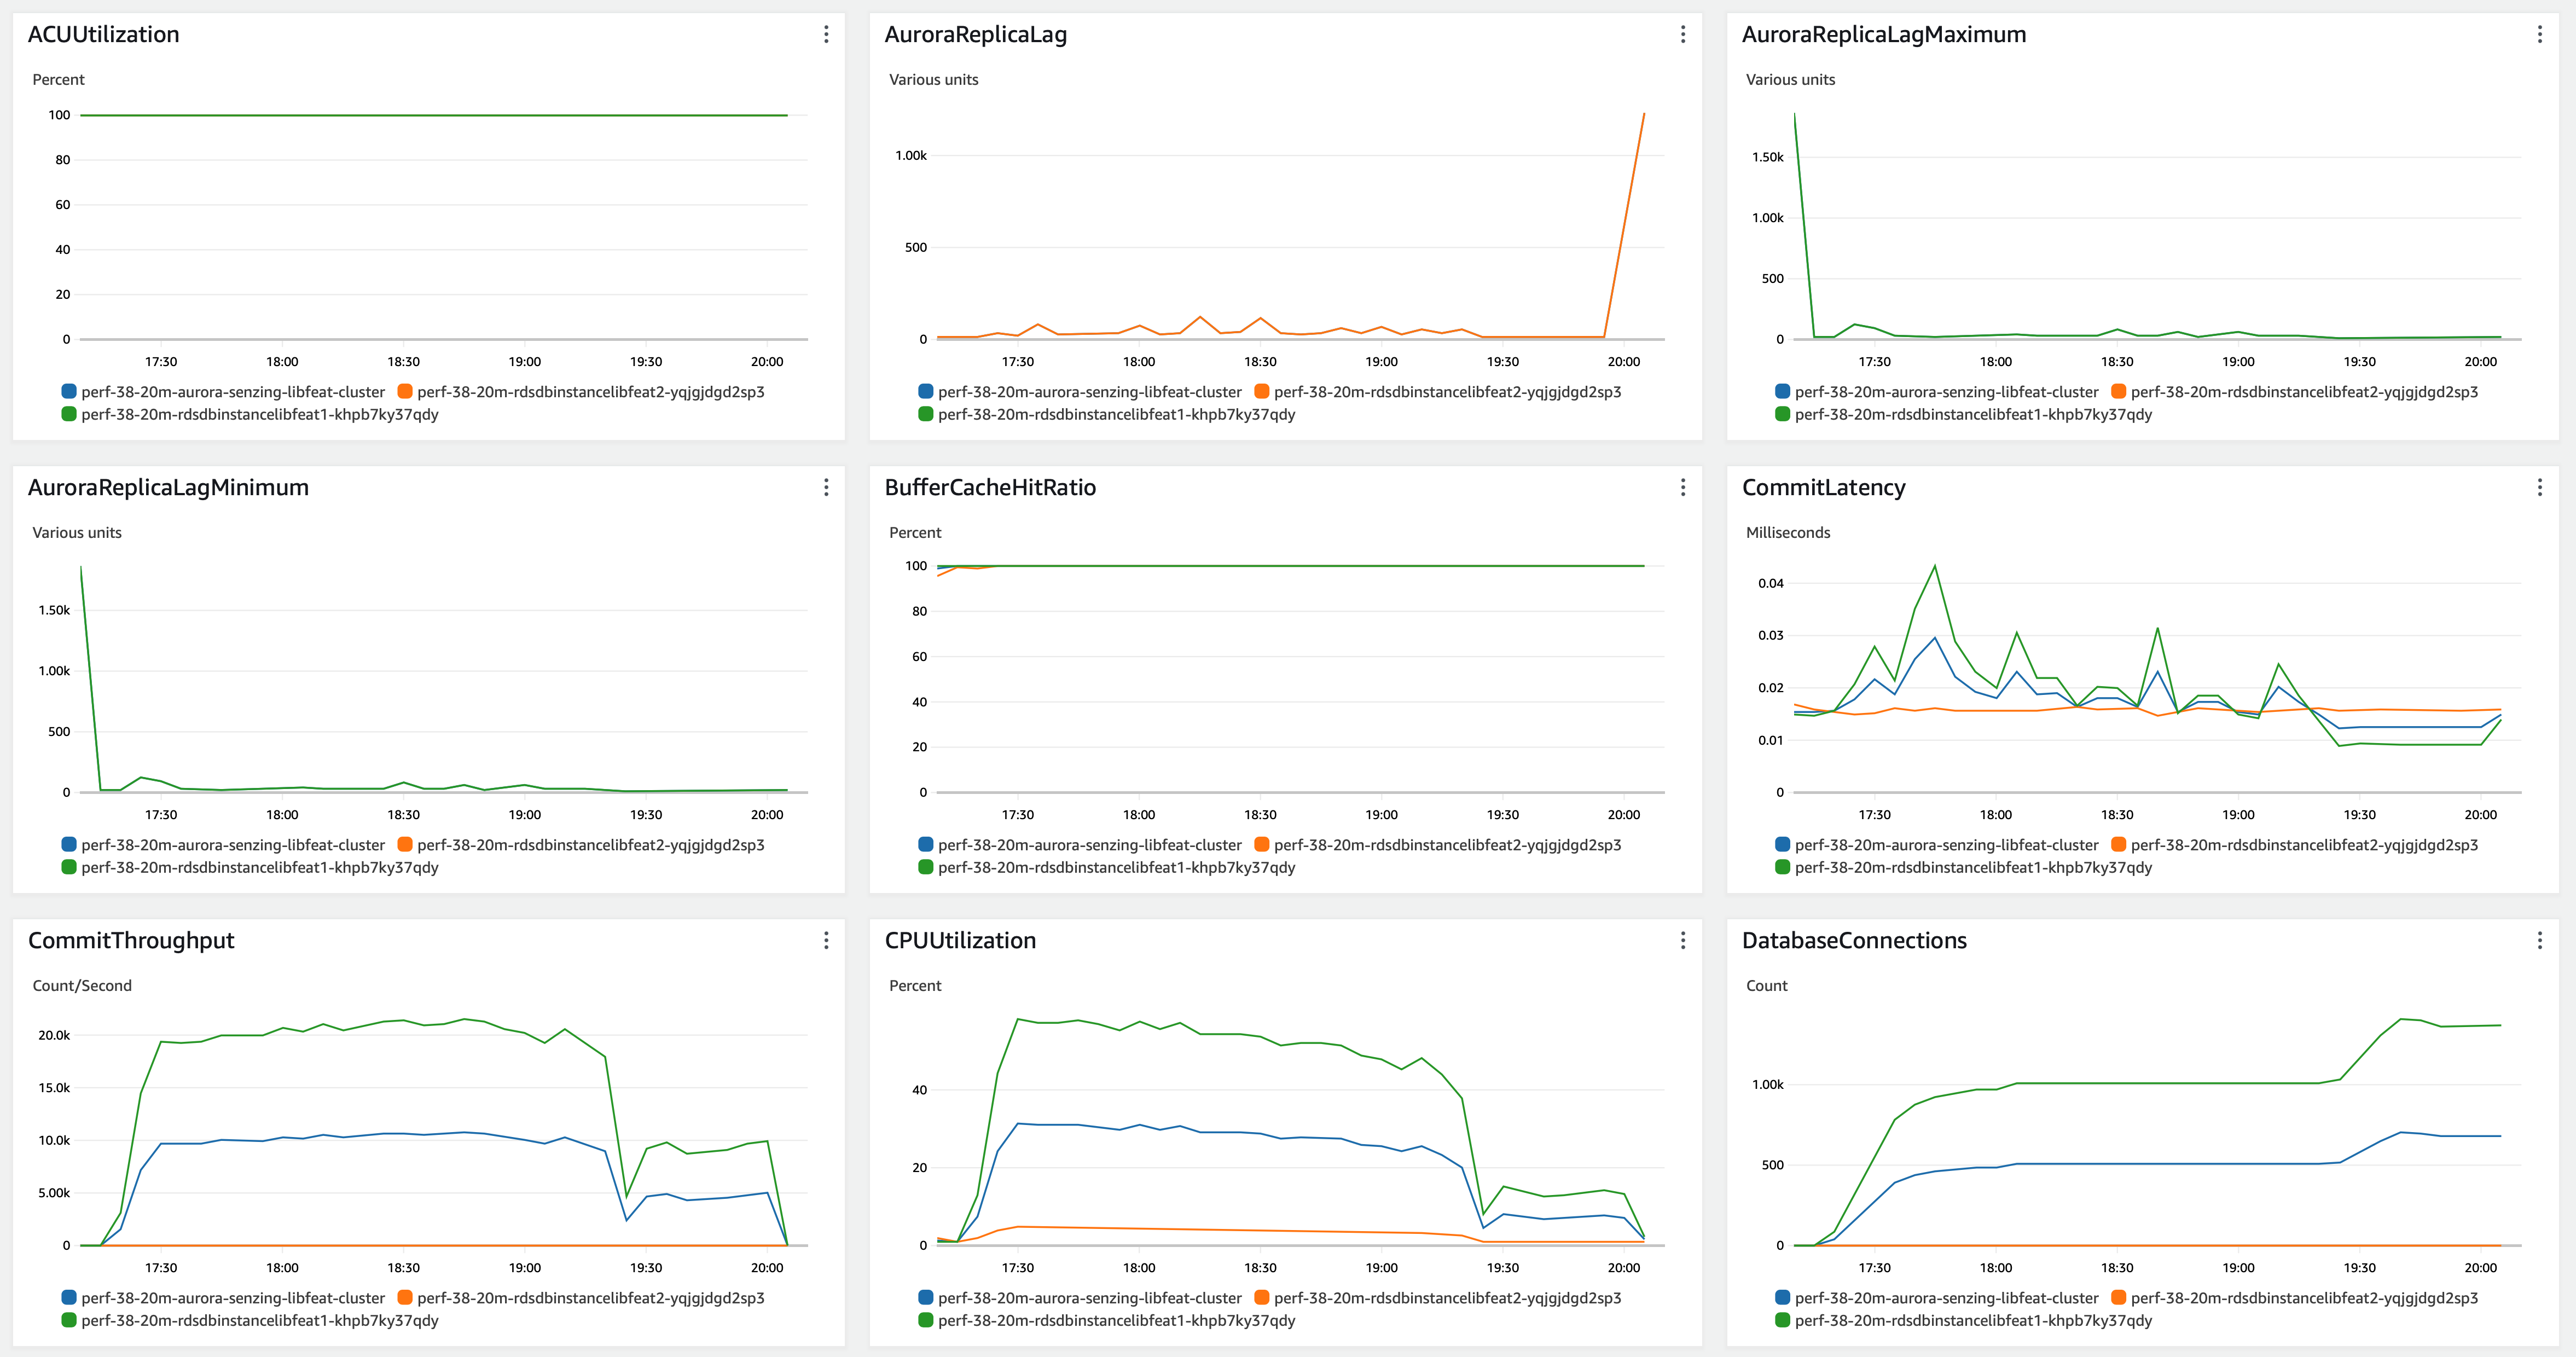 ACUUtilization
Percent
100
80
60
40
20
0
17:30 18:00 18:30 19:00 19:30 20:00
perf-38-20m-aurora-senzing-libfeat-cluster perf-38-20m-rdsdbinstancelibfeat2-yqjgjdgd2sp3
perf-38-20m-rdsdbinstancelibfeat1-khpb7ky37qdy
AuroraReplicaLag
Various units
1.00k
500
0
17:30 18:00 18:30 19:00 19:30 20:00
perf-38-20m-aurora-senzing-libfeat-cluster perf-38-20m-rdsdbinstancelibfeat2-yqjgjdgd2sp3
perf-38-20m-rdsdbinstancelibfeat1-khpb7ky37qdy
AuroraReplicaLagMaximum
Various units
1.50k
1.00k
500
0
17:30 18:00 18:30 19:00 19:30 20:00
perf-38-20m-aurora-senzing-libfeat-cluster perf-38-20m-rdsdbinstancelibfeat2-yqjgjdgd2sp3
perf-38-20m-rdsdbinstancelibfeat1-khpb7ky37qdy
AuroraReplicaLagMinimum
Various units
1.50k
1.00k
500
0
17:30 18:00 18:30 19:00 19:30 20:00
perf-38-20m-aurora-senzing-libfeat-cluster perf-38-20m-rdsdbinstancelibfeat2-yqjgjdgd2sp3
perf-38-20m-rdsdbinstancelibfeat1-khpb7ky37qdy
BufferCacheHitRatio
Percent
100
80
60
40
20
0
17:30 18:00 18:30 19:00 19:30 20:00
perf-38-20m-aurora-senzing-libfeat-cluster perf-38-20m-rdsdbinstancelibfeat2-yqjgjdgd2sp3
perf-38-20m-rdsdbinstancelibfeat1-khpb7ky37qdy
CommitLatency
Milliseconds
0.04
0.03
0.02
0.01
0
17:30 18:00 18:30 19:00 19:30 20:00
perf-38-20m-aurora-senzing-libfeat-cluster perf-38-20m-rdsdbinstancelibfeat2-yqjgjdgd2sp3
perf-38-20m-rdsdbinstancelibfeat1-khpb7ky37qdy
CommitThroughput
Count/Second
20.0k
15.0k
10.0k
5.00k
0
17:30 18:00 18:30 19:00 19:30 20:00
perf-38-20m-aurora-senzing-libfeat-cluster perf-38-20m-rdsdbinstancelibfeat2-yqjgjdgd2sp3
perf-38-20m-rdsdbinstancelibfeat1-khpb7ky37qdy
CPUUtilization
Percent
40
20
0
17:30 18:00 18:30 19:00 19:30 20:00
perf-38-20m-aurora-senzing-libfeat-cluster perf-38-20m-rdsdbinstancelibfeat2-yqjgjdgd2sp3
perf-38-20m-rdsdbinstancelibfeat1-khpb7ky37qdy
DatabaseConnections
Count
1.00k
500
0
17:30 18:00 18:30 19:00 19:30 20:00
perf-38-20m-aurora-senzing-libfeat-cluster perf-38-20m-rdsdbinstancelibfeat2-yqjgjdgd2sp3
perf-38-20m-rdsdbinstancelibfeat1-khpb7ky37qdy